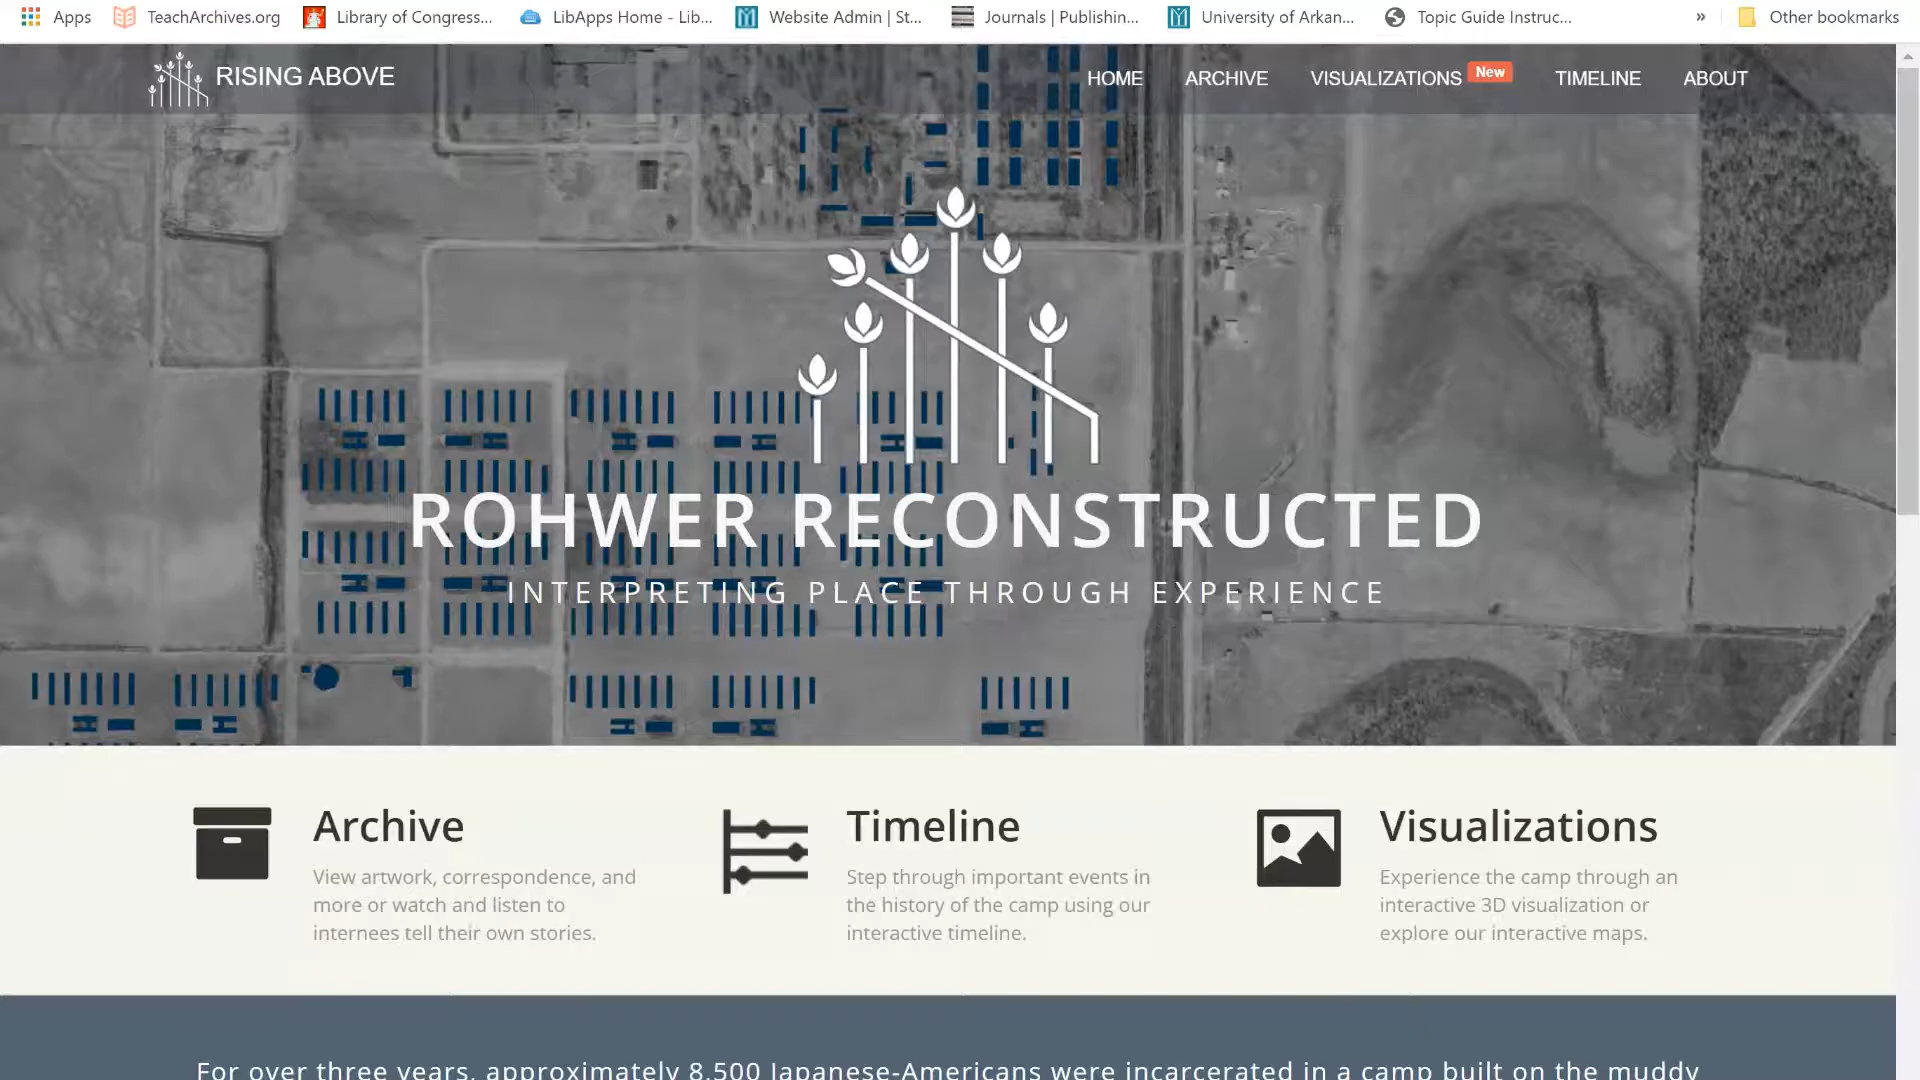 Apps TeachArchives.org Library of Congress... LibApps Home - Lib... Website Admin | St... Journals | Publishin... University of Arkan... Topic Guide Instruc... » Other bookmarks
RISING ABOVE HOME ARCHIVE VISUALIZATIONS New TIMELINE ABOUT
ROHWER RECONSTRUCTED
INTERPRETING PLACE THROUGH EXPERIENCE
Archive
View artwork, correspondence, and
more or watch and listen to
internees tell their own stories.
Timeline
Step through important events in
the history of the camp using our
interactive timeline.
Visualizations
Experience the camp through an
interactive 3D visualization or
explore our interactive maps.
For over three years, approximately 8,500 Japanese-Americans were incarcerated in a camp built on the muddy